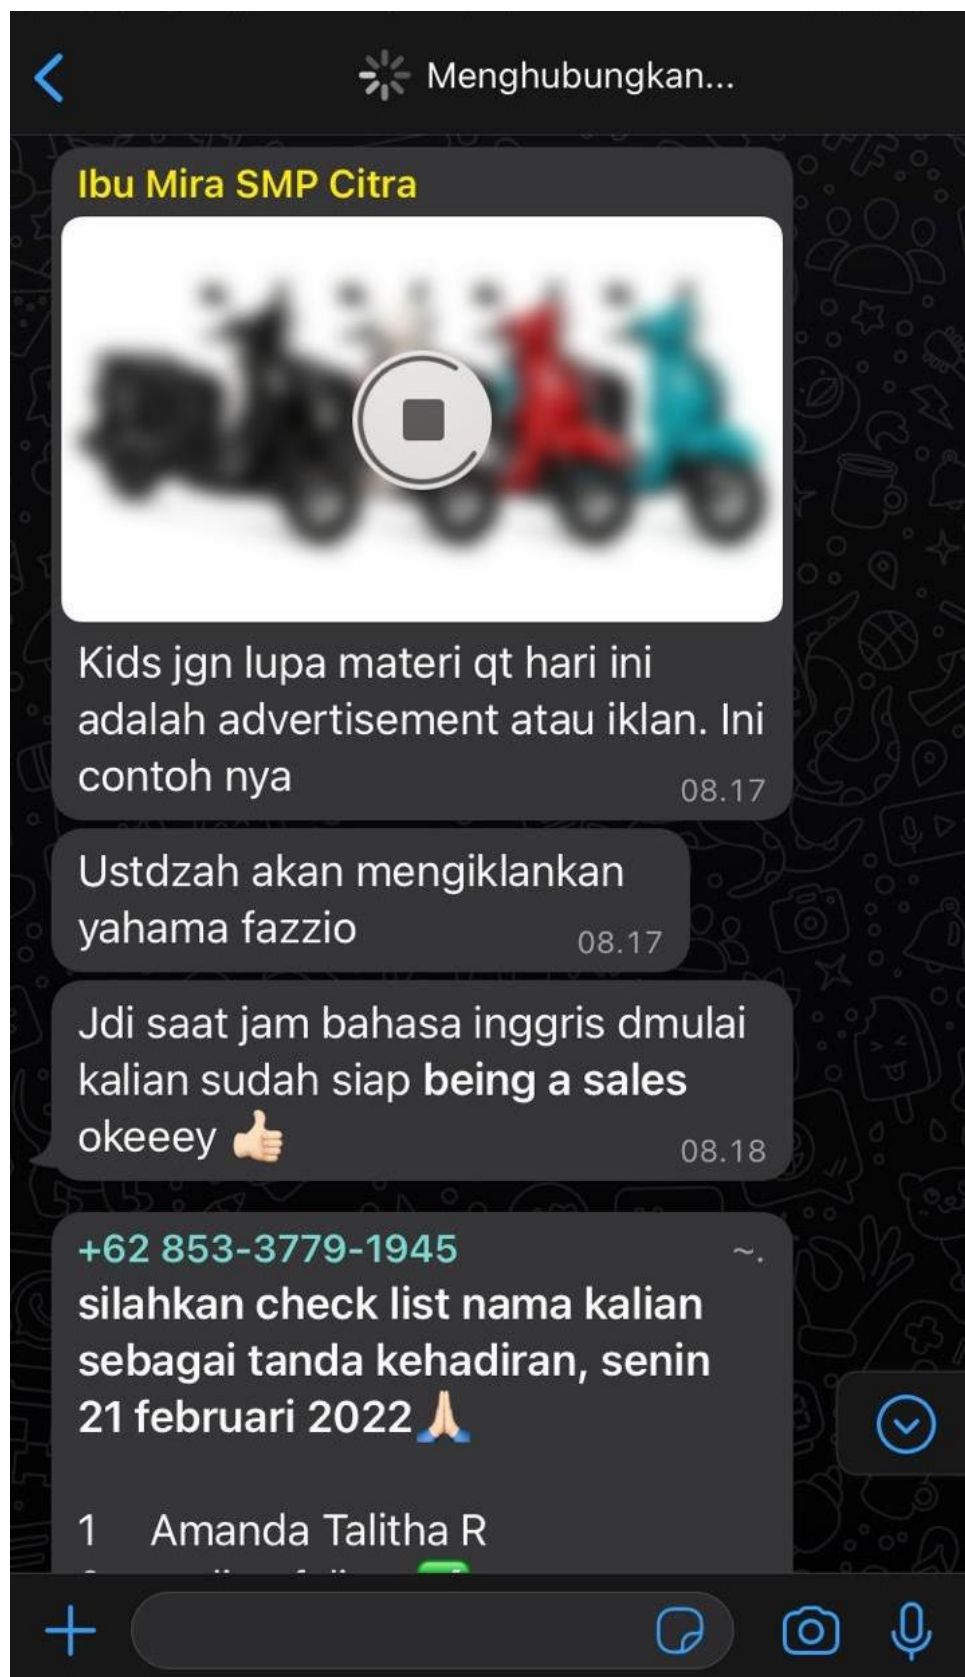 Menghubungkan...
Ibu Mira SMP Citra
Kids jgn lupa materi qt hari ini
adalah advertisement atau iklan. Ini
contoh nya
08.17
Ustdzah akan mengiklankan
yahama fazzio
08.17
Jdi saat jam bahasa inggris dmulai
kalian sudah siap being a sales
okeeey 👍🏻
08.18
+62 853-3779-1945 ~.
silahkan check list nama kalian
sebagai tanda kehadiran, senin
21 februari 2022🙏🏻
1 Amanda Talitha R